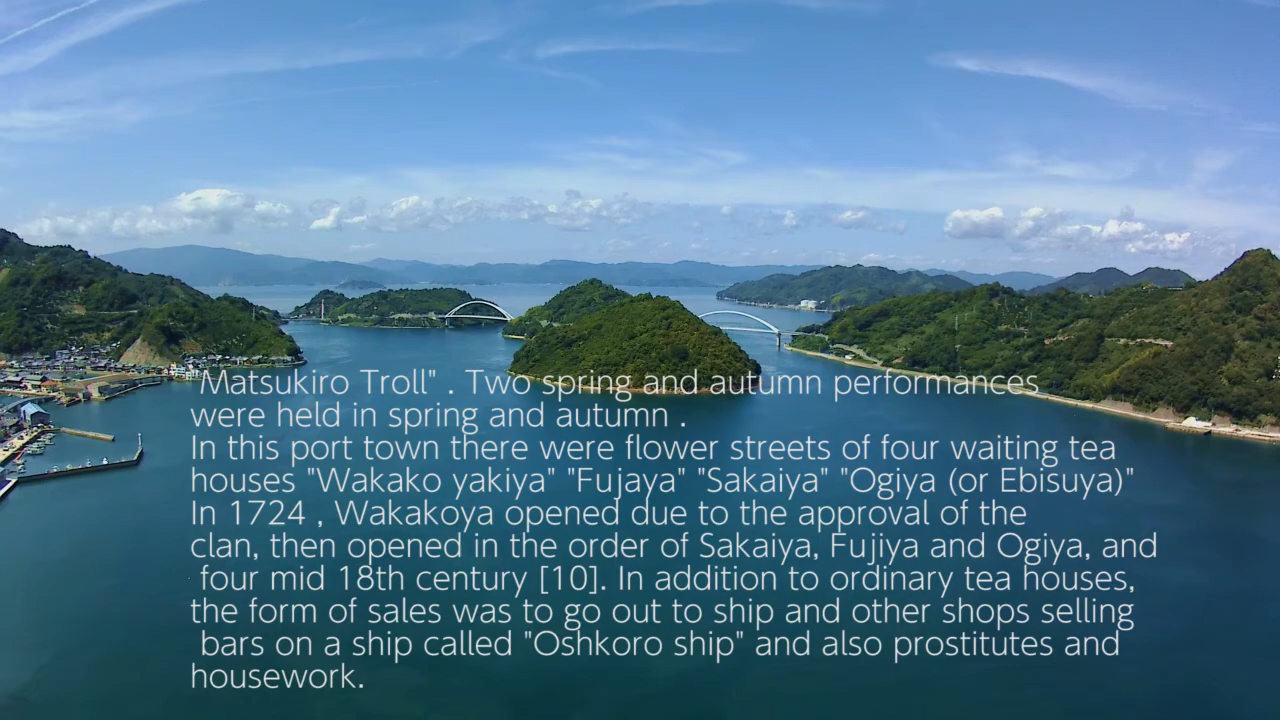 "Matsukiro Troll" . Two spring and autumn performances
were held in spring and autumn .
In this port town there were flower streets of four waiting tea
houses "Wakako yakiya" "Fujaya" "Sakaiya" "Ogiya (or Ebisuya)"
In 1724 , Wakakoya opened due to the approval of the
clan, then opened in the order of Sakaiya, Fujiya and Ogiya, and
four mid 18th century [10]. In addition to ordinary tea houses,
the form of sales was to go out to ship and other shops selling
bars on a ship called "Oshkoro ship" and also prostitutes and
housework.